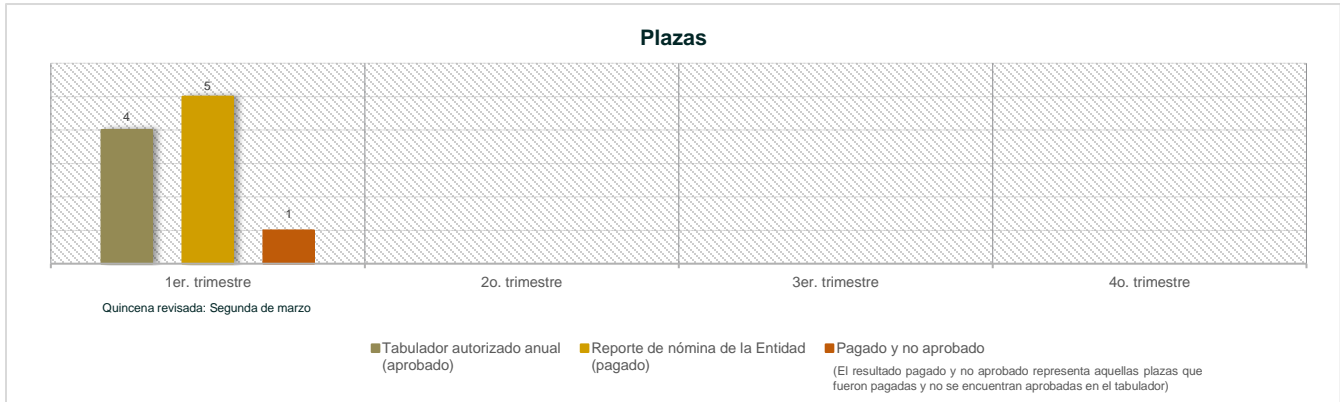 Plazas
5
4
1
1er. trimestre
2o. trimestre
3er. trimestre
4o. trimestre
Quincena revisada: Segunda de marzo
Tabulador autorizado anual
(aprobado)
Reporte de nómina de la Entidad
(pagado)
Pagado y no aprobado
(El resultado pagado y no aprobado representa aquellas plazas que
fueron pagadas y no se encuentran aprobadas en el tabulador)